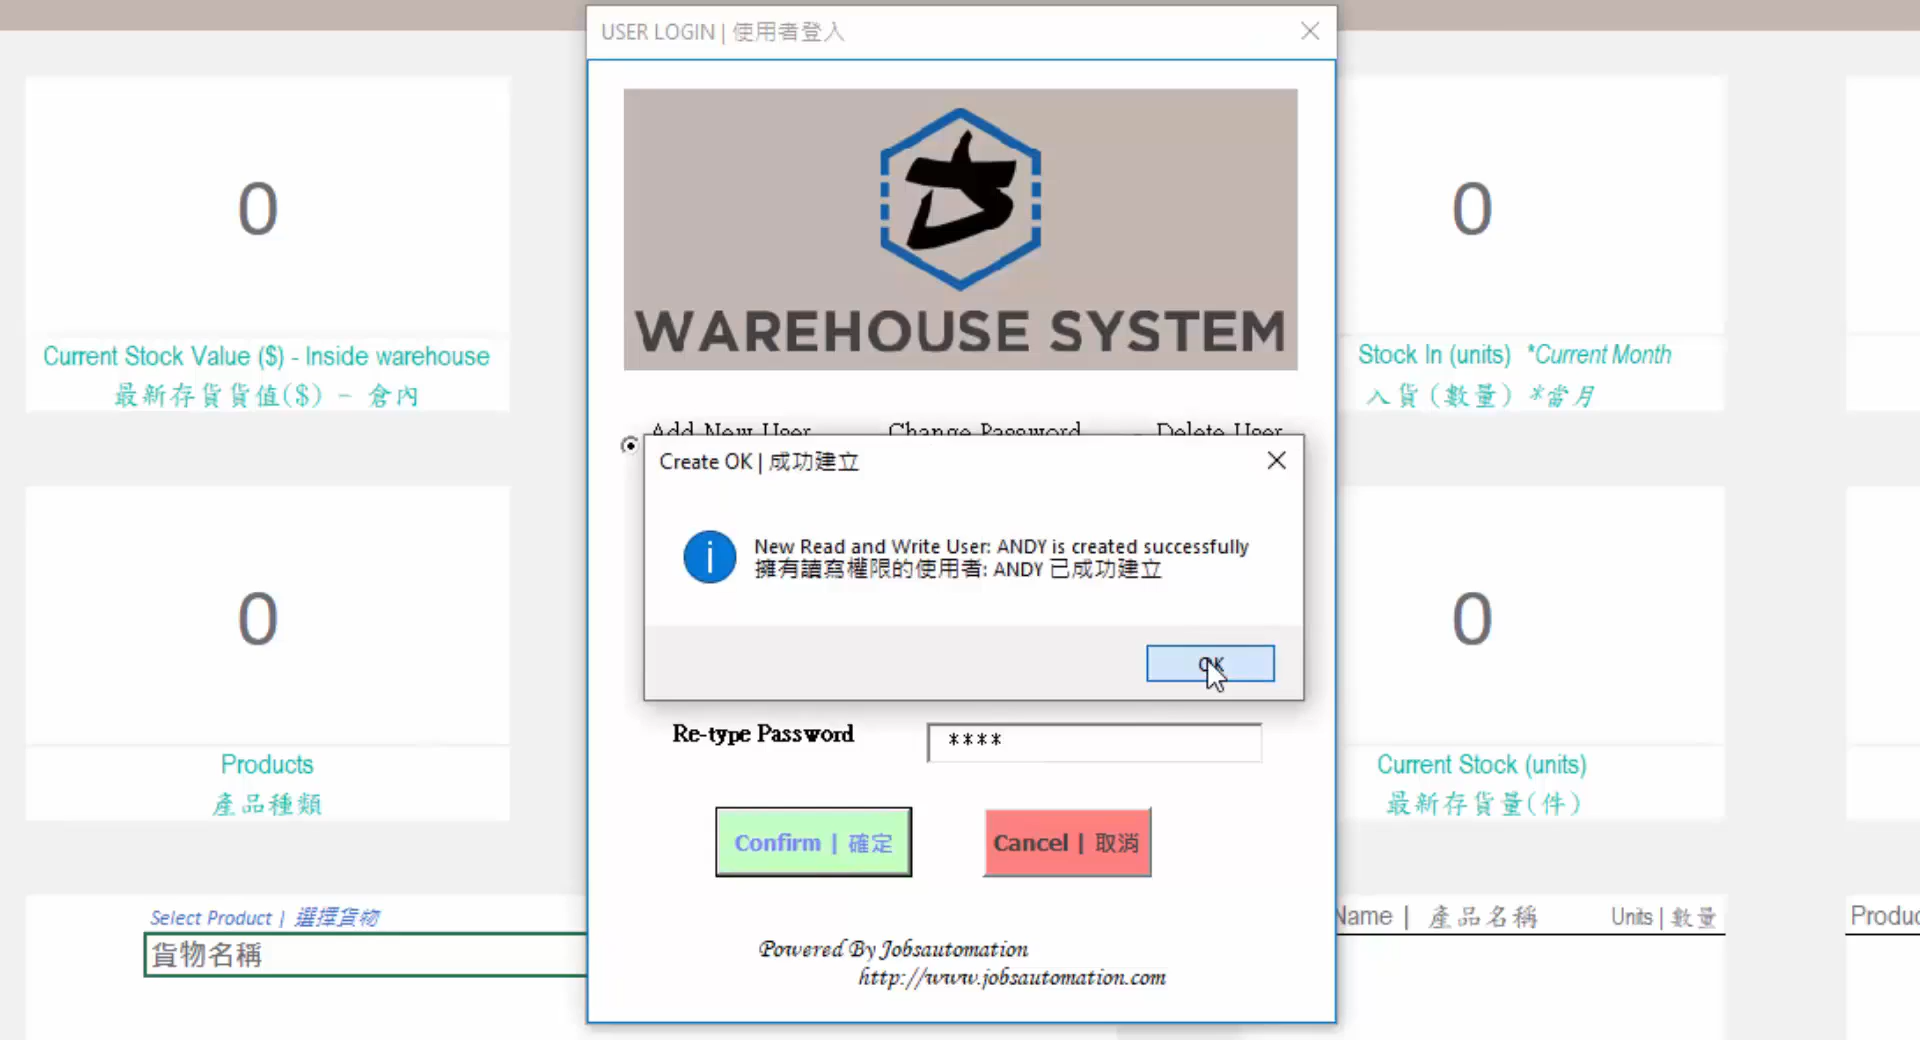 USER LOGIN | 使用者登入
WAREHOUSE SYSTEM
0
Current Stock Value ($) - Inside warehouse
最新存貨貨值($) - 倉內
0
Stock In (units) *Current Month
入貨(數量) *當月
Add New User
Change Password
Delete User
Create OK | 成功建立
New Read and Write User: ANDY is created successfully
擁有讀寫權限的使用者: ANDY 已成功建立
OK
0
Products
產品種類
0
Current Stock (units)
最新存貨量(件)
Re-type Password
****
Confirm | 確定
Cancel | 取消
Select Product | 選擇貨物
貨物名稱
Name | 產品名稱
Units | 數量
Powered By Jobsautomation
http://www.jobsautomation.com